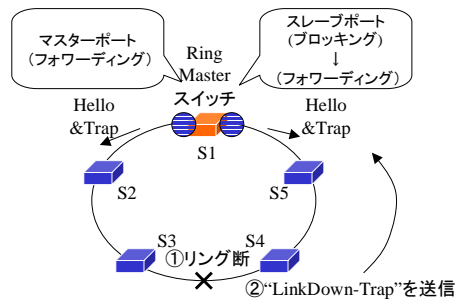 マスターポート
(フォワーディング)
Ring
Master
スイッチ
スレーブポート
(ブロッキング)
↓
(フォワーディング)
Hello
&Trap
Hello
&Trap
S1
S2
S5
S3
S4
①リング断
②“LinkDown-Trap”を送信